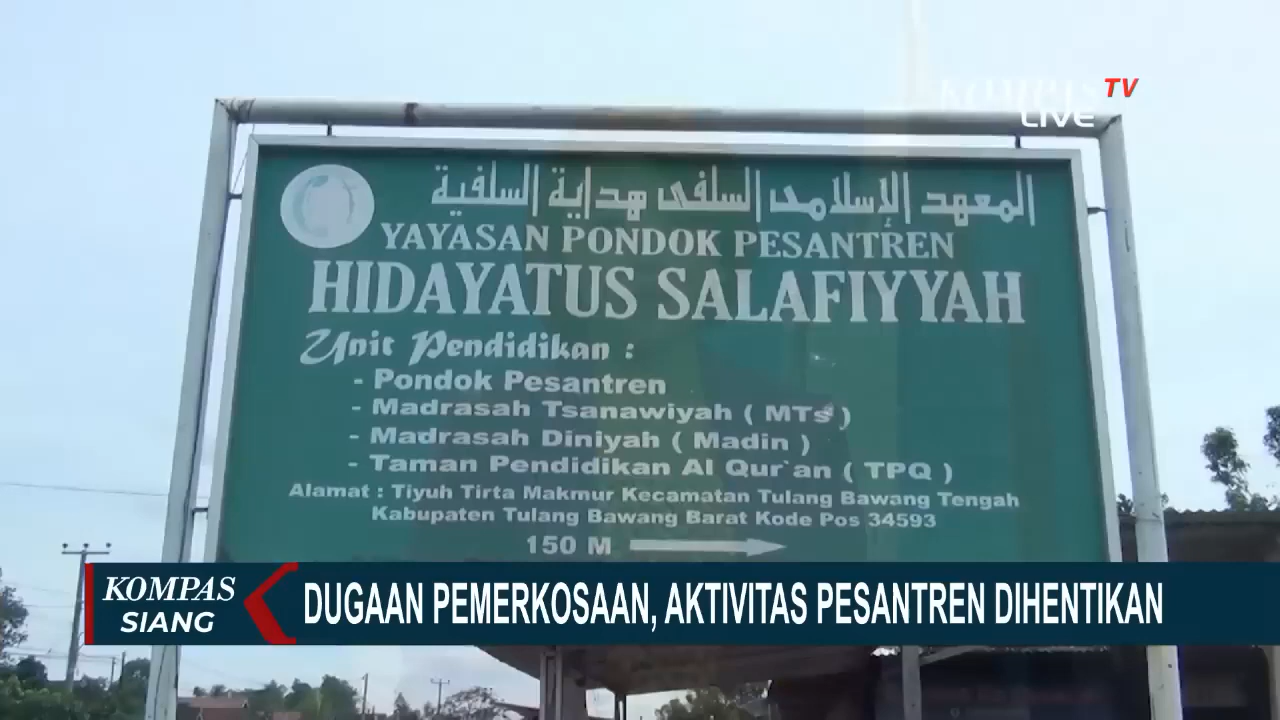 KOMPAS TV
LIVE
المعهد الإسلامى السلفى هداية السلفية
YAYASAN PONDOK PESANTREN
HIDAYATUS SALAFIYYAH
Unit Pendidikan :
- Pondok Pesantren
- Madrasah Tsanawiyah ( MTs )
- Madrasah Diniyah ( Madin )
- Taman Pendidikan Al Qur`an ( TPQ )
Alamat : Tiyuh Tirta Makmur Kecamatan Tulang Bawang Tengah
Kabupaten Tulang Bawang Barat Kode Pos 34593
150 M
KOMPAS
SIANG
DUGAAN PEMERKOSAAN, AKTIVITAS PESANTREN DIHENTIKAN